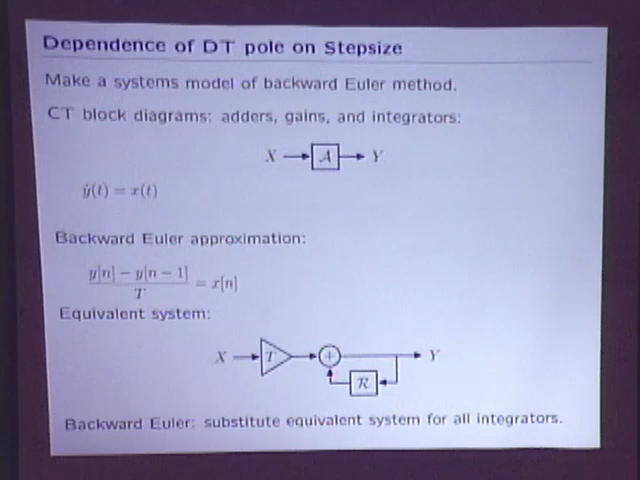 Dependence of DT pole on Stepsize
Make a systems model of backward Euler method.
CT block diagrams: adders, gains, and integrators:
X A Y
ẏ(t) = x(t)
Backward Euler approximation:
y[n] − y[n − 1]
T
= x[n]
Equivalent system:
X T + Y
R
Backward Euler: substitute equivalent system for all integrators.